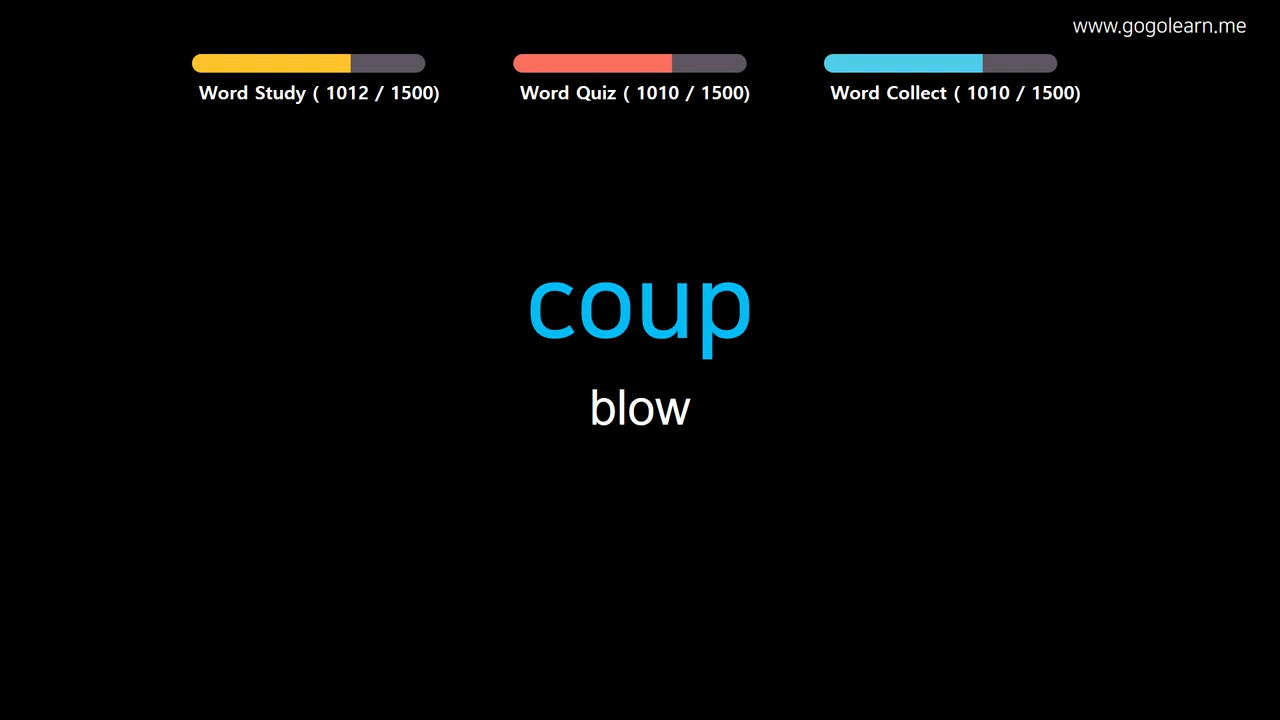 www.gogolearn.me
Word Study ( 1012 / 1500)
Word Quiz ( 1010 / 1500)
Word Collect ( 1010 / 1500)
coup
blow